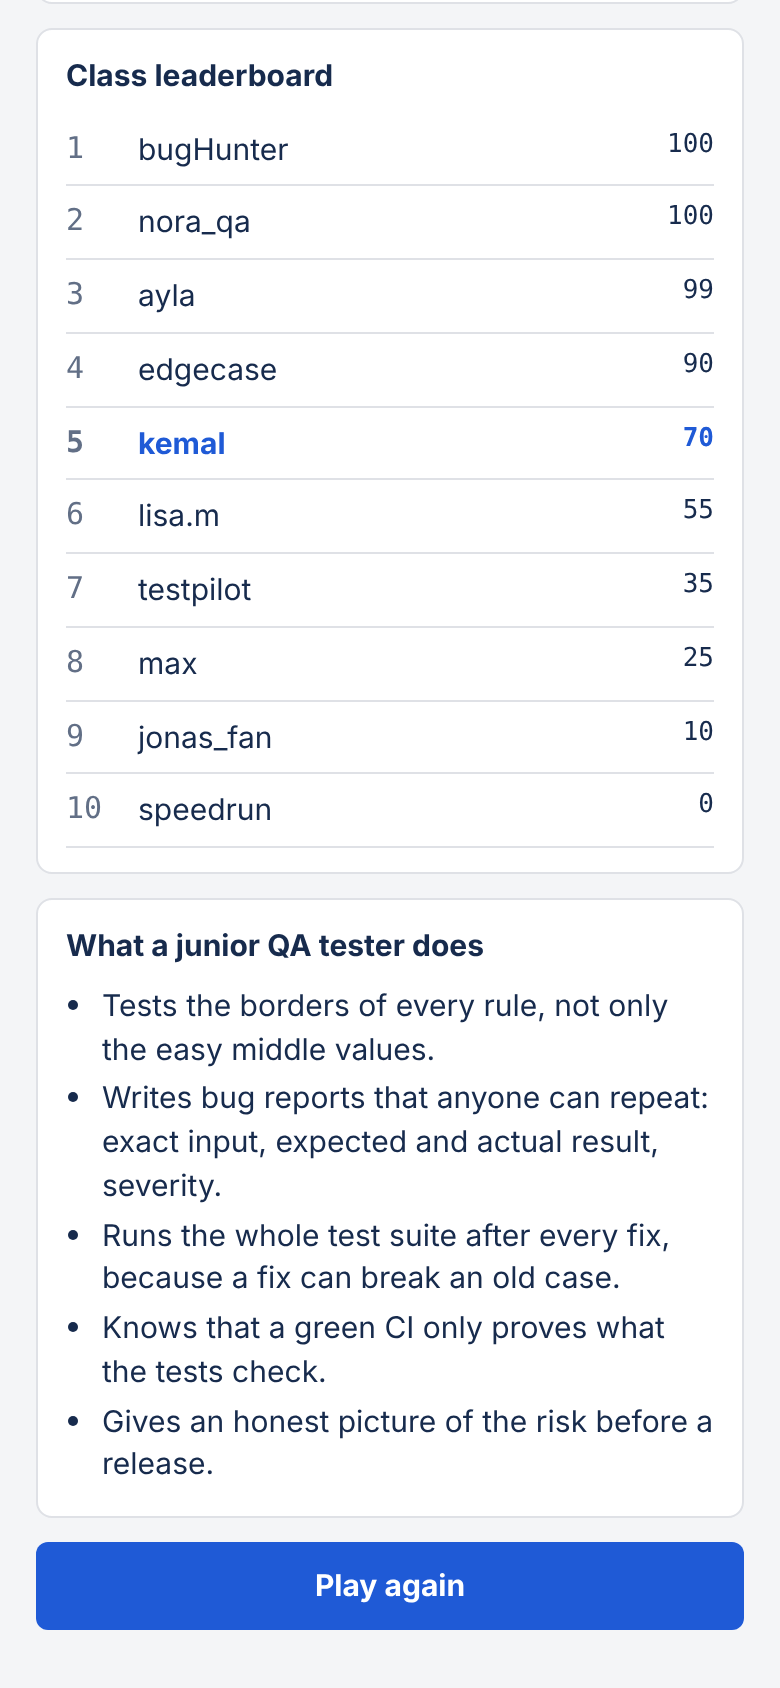 Class leaderboard
1 bugHunter 100
2 nora_qa 100
3 ayla 99
4 edgecase 90
5 kemal 70
6 lisa.m 55
7 testpilot 35
8 max 25
9 jonas_fan 10
10 speedrun 0
What a junior QA tester does
• Tests the borders of every rule, not only
the easy middle values.
• Writes bug reports that anyone can repeat:
exact input, expected and actual result,
severity.
• Runs the whole test suite after every fix,
because a fix can break an old case.
• Knows that a green CI only proves what
the tests check.
• Gives an honest picture of the risk before a
release.
Play again